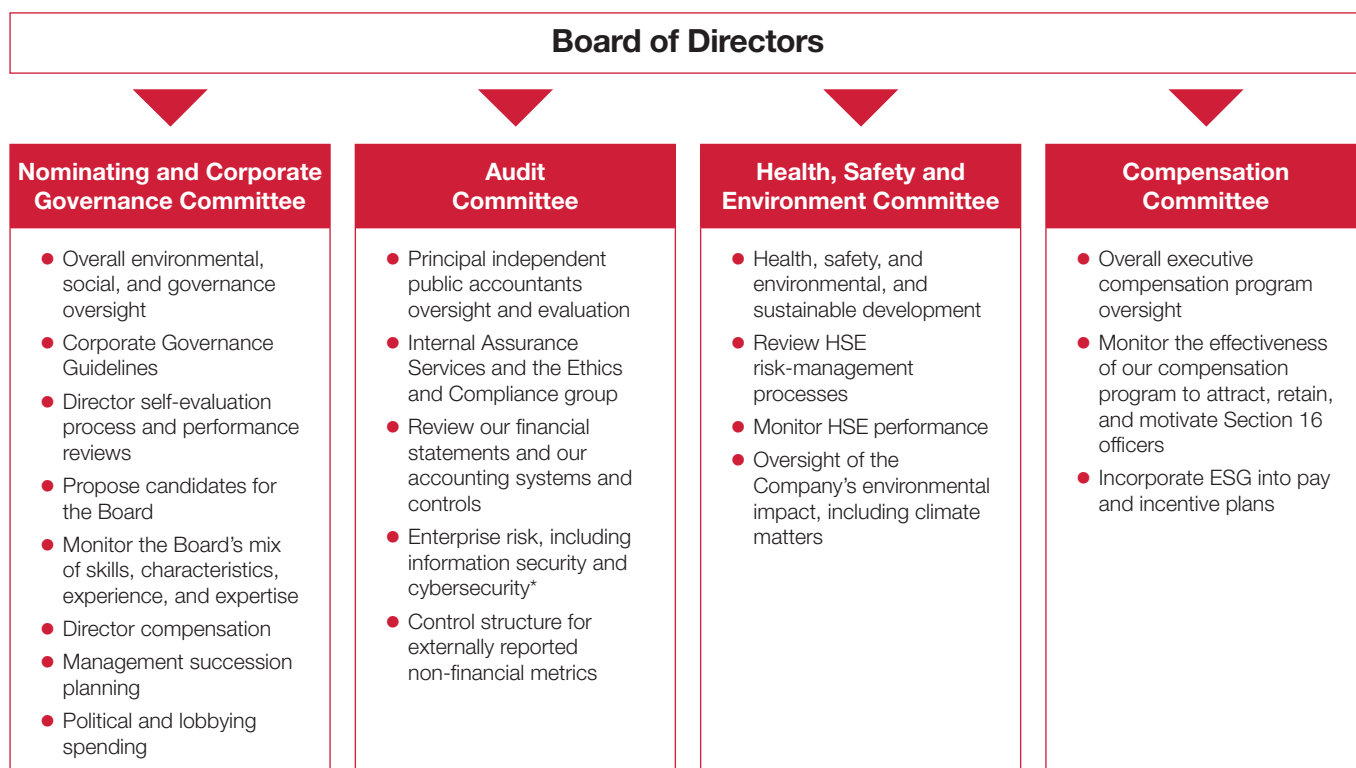 Board of Directors
Nominating and Corporate
Governance Committee
● Overall environmental,
social, and governance
oversight
● Corporate Governance
Guidelines
● Director self-evaluation
process and performance
reviews
● Propose candidates for
the Board
● Monitor the Board’s mix
of skills, characteristics,
experience, and expertise
● Director compensation
● Management succession
planning
● Political and lobbying
spending
Audit
Committee
● Principal independent
public accountants
oversight and evaluation
● Internal Assurance
Services and the Ethics
and Compliance group
● Review our financial
statements and our
accounting systems and
controls
● Enterprise risk, including
information security and
cybersecurity*
● Control structure for
externally reported
non-financial metrics
Health, Safety and
Environment Committee
● Health, safety, and
environmental, and
sustainable development
● Review HSE
risk-management
processes
● Monitor HSE performance
● Oversight of the
Company’s environmental
impact, including climate
matters
Compensation
Committee
● Overall executive
compensation program
oversight
● Monitor the effectiveness
of our compensation
program to attract, retain,
and motivate Section 16
officers
● Incorporate ESG into pay
and incentive plans